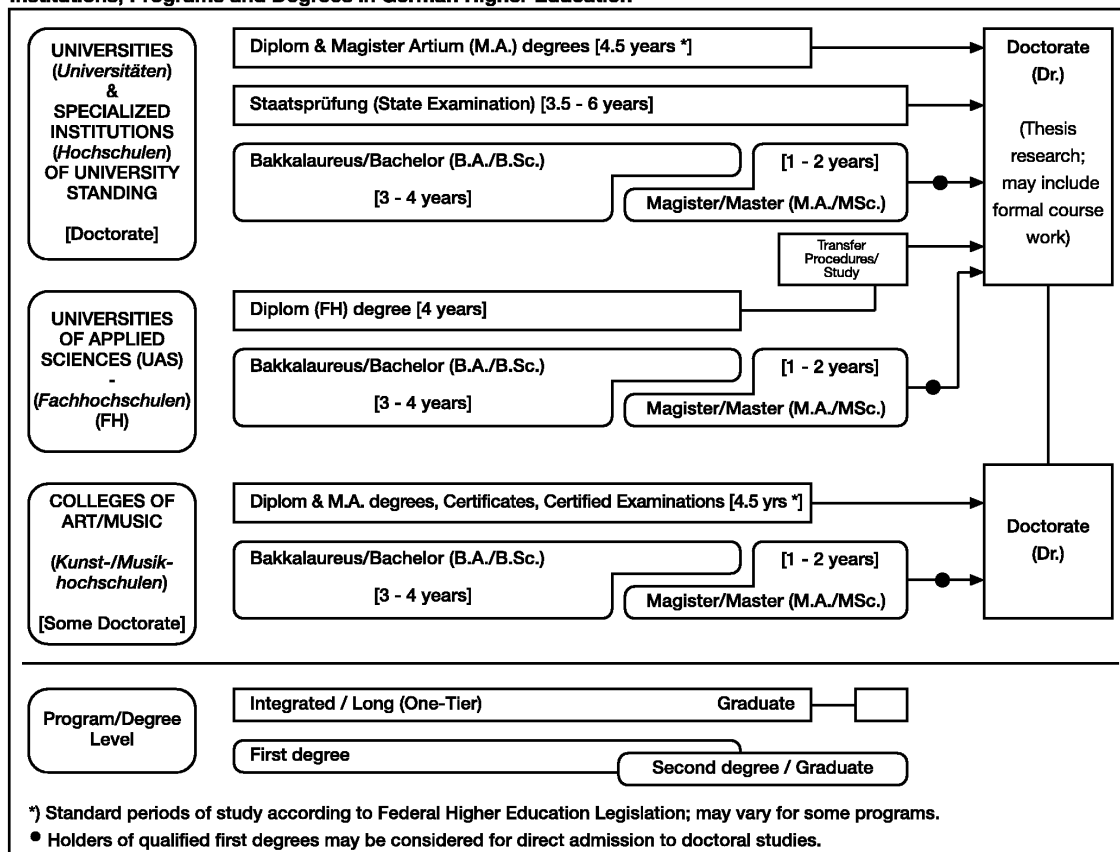 Institutions, Programs and Degrees in German Higher Education
UNIVERSITIES
(Universitäten)
&
SPECIALIZED
INSTITUTIONS
(Hochschulen)
OF UNIVERSITY
STANDING
[Doctorate]
Diplom & Magister Artium (M.A.) degrees [4.5 years *]
Staatsprüfung (State Examination) [3.5 - 6 years]
Bakkalaureus/Bachelor (B.A./B.Sc.)
[3 - 4 years]
[1 - 2 years]
Magister/Master (M.A./MSc.)
Transfer
Procedures/
Study
Doctorate
(Dr.)
(Thesis
research;
may include
formal course
work)
UNIVERSITIES
OF APPLIED
SCIENCES (UAS)
-
(Fachhochschulen)
(FH)
Diplom (FH) degree [4 years]
Bakkalaureus/Bachelor (B.A./B.Sc.)
[3 - 4 years]
[1 - 2 years]
Magister/Master (M.A./MSc.)
COLLEGES OF
ART/MUSIC
(Kunst-/Musik-
hochschulen)
[Some Doctorate]
Diplom & M.A. degrees, Certificates, Certified Examinations [4.5 yrs *]
Bakkalaureus/Bachelor (B.A./B.Sc.)
[3 - 4 years]
[1 - 2 years]
Magister/Master (M.A./MSc.)
Doctorate
(Dr.)
Program/Degree
Level
Integrated / Long (One-Tier) Graduate
First degree
Second degree / Graduate
*) Standard periods of study according to Federal Higher Education Legislation; may vary for some programs.
● Holders of qualified first degrees may be considered for direct admission to doctoral studies.